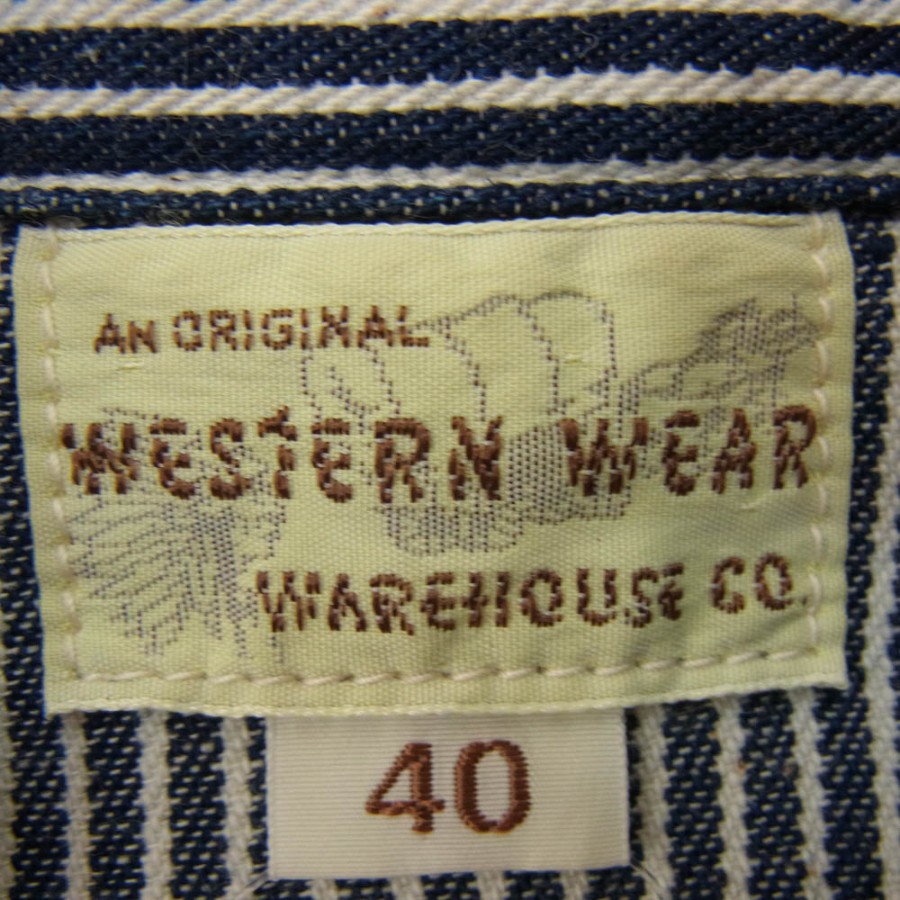 AN ORIGINAL
WESTERN WEAR
WAREHOUSE CO.
40